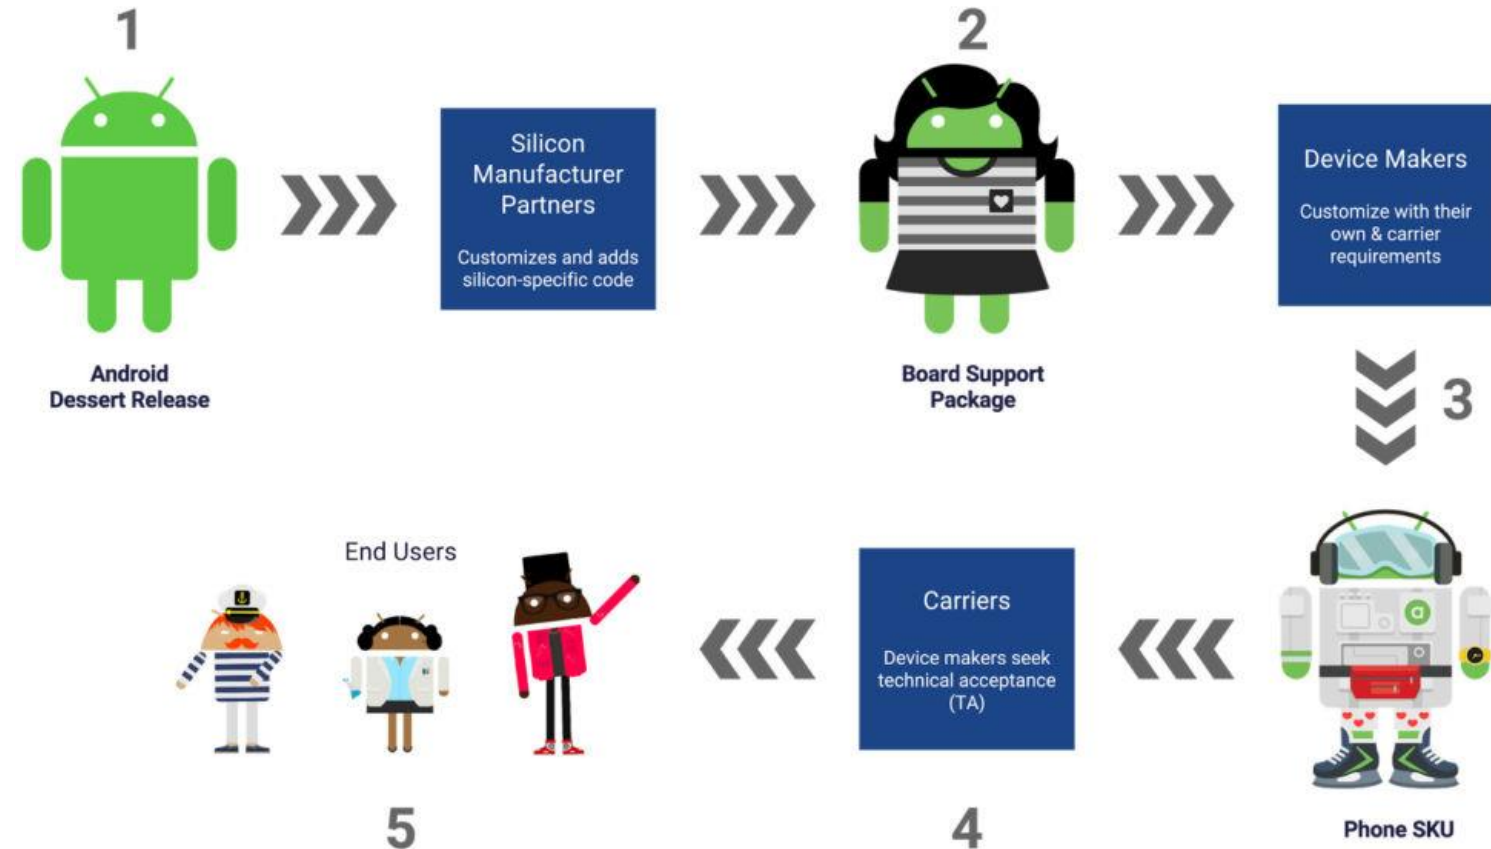 1
Android
Dessert Release
Silicon
Manufacturer
Partners
Customizes and adds
silicon-specific code
2
Board Support
Package
Device Makers
Customize with their
own & carrier
requirements
3
a
Phone SKU
Carriers
Device makers seek
technical acceptance
(TA)
4
End Users
5